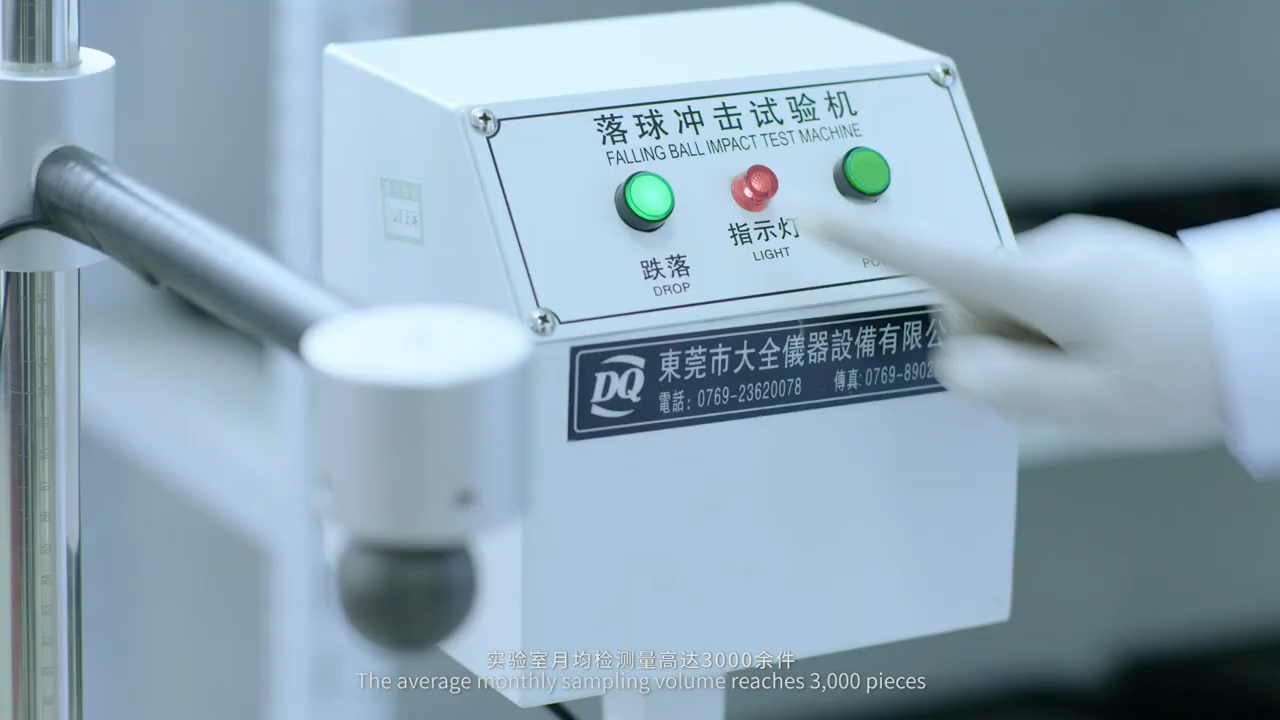 落球冲击试验机
FALLING BALL IMPACT TEST MACHINE
跌落
DROP
指示灯
LIGHT
DQ
東莞市大全儀器設備有限公
電話: 0769-23620078 傳真: 0769-8902
实验室月均检测量高达3000余件
The average monthly sampling volume reaches 3,000 pieces